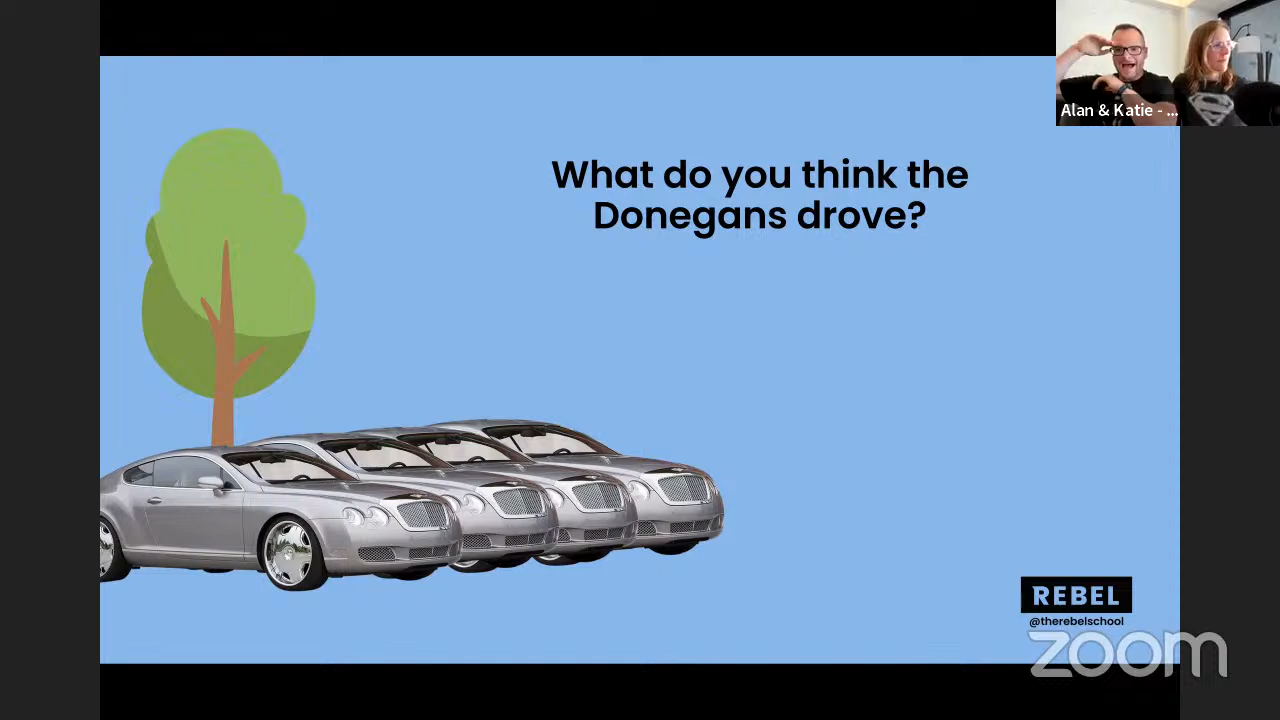 Alan & Katie - ...
What do you think the
Donegans drove?
REBEL
@therebelschool
zoom